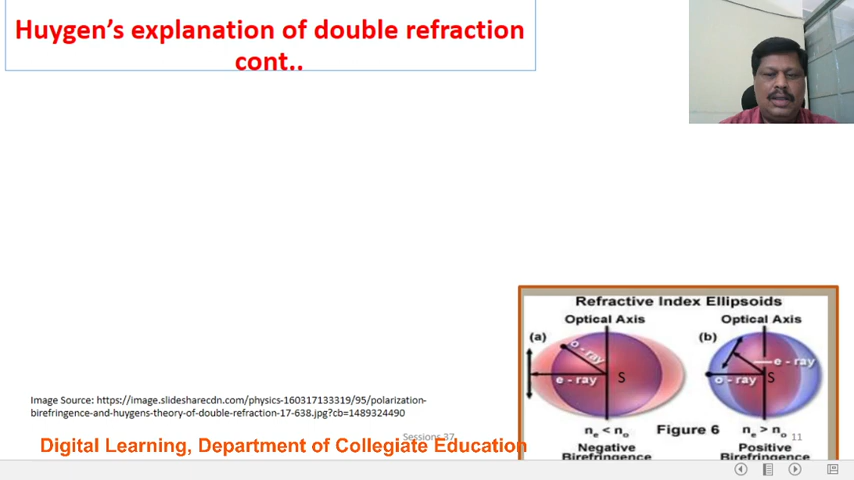 Huygen's explanation of double refraction
cont..
Refractive Index Ellipsoids
Optical Axis
Optical Axis
(a)
(b)
o - ray
e - ray
S
e - ray
o - ray
S
ne < no
Figure 6
ne > no
Negative
Birefringence
Positive
Birefringence
Image Source: https://image.slidesharecdn.com/physics-160317133319/95/polarization-
birefringence-and-huygens-theory-of-double-refraction-17-638.jpg?cb=1489324490
Sessions 37
11
Digital Learning, Department of Collegiate Education